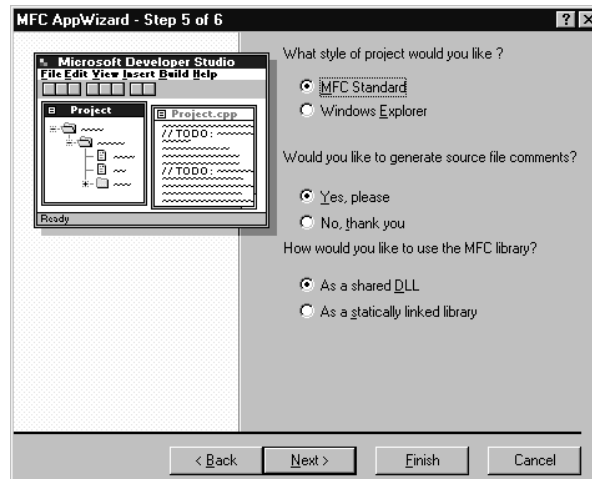 MFC AppWizard - Step 5 of 6
Microsoft Developer Studio
File Edit View Insert Build Help
Project
Project.cpp
//TODO:
//TODO:
Ready
What style of project would you like ?
MFC Standard
Windows Explorer
Would you like to generate source file comments?
Yes, please
No, thank you
How would you like to use the MFC library?
As a shared DLL
As a statically linked library
< Back
Next >
Finish
Cancel